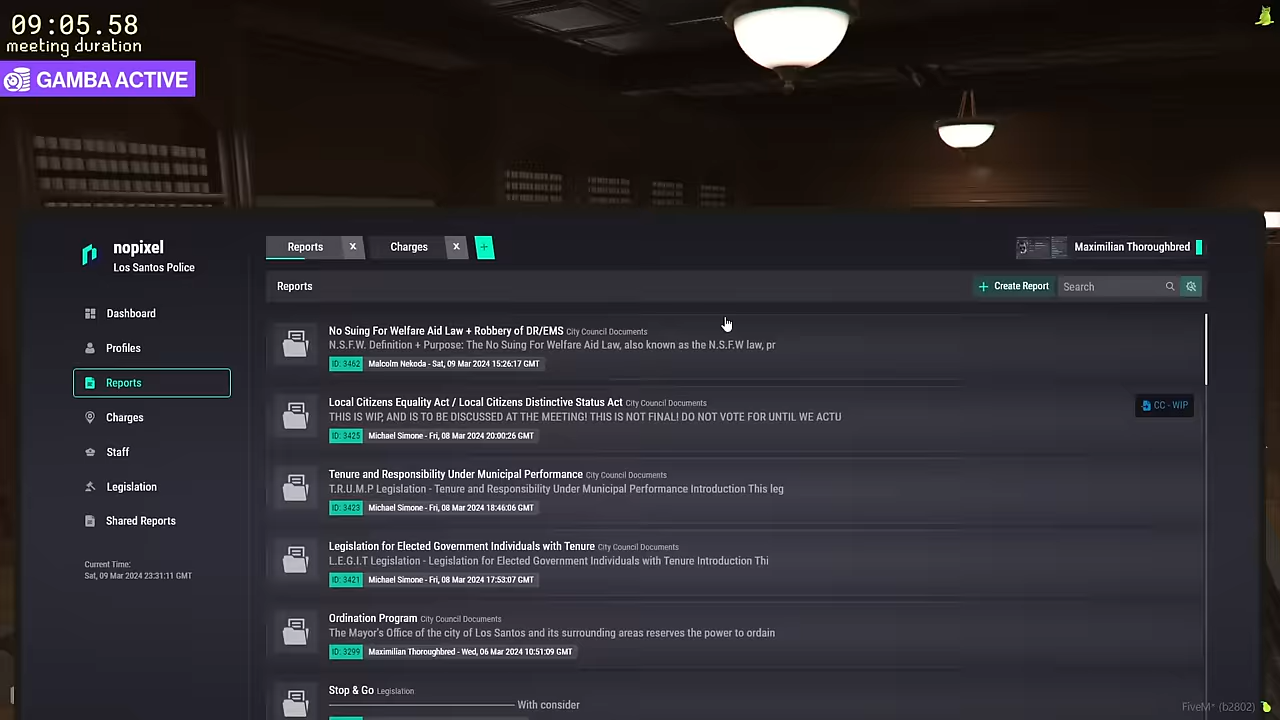 09:05.58
meeting duration
GAMBA ACTIVE
nopixel
Los Santos Police
Reports x Charges x +
Maximilian Thoroughbred
Reports
+ Create Report
Search
Dashboard
Profiles
Reports
Charges
Staff
Legislation
Shared Reports
Current Time:
Sat, 09 Mar 2024 23:31:11 GMT
No Suing For Welfare Aid Law + Robbery of DR/EMS City Council Documents
N.S.F.W. Definition + Purpose: The No Suing For Welfare Aid Law, also known as the N.S.F.W law, pr
ID: 3462 Malcolm Nekoda - Sat, 09 Mar 2024 15:26:17 GMT
Local Citizens Equality Act / Local Citizens Distinctive Status Act City Council Documents
THIS IS WIP, AND IS TO BE DISCUSSED AT THE MEETING! THIS IS NOT FINAL! DO NOT VOTE FOR UNTIL WE ACTU
CC - WIP
ID: 3425 Michael Simone - Fri, 08 Mar 2024 20:00:26 GMT
Tenure and Responsibility Under Municipal Performance City Council Documents
T.R.U.M.P Legislation - Tenure and Responsibility Under Municipal Performance Introduction This leg
ID: 3423 Michael Simone - Fri, 08 Mar 2024 18:46:06 GMT
Legislation for Elected Government Individuals with Tenure City Council Documents
L.E.G.I.T Legislation - Legislation for Elected Government Individuals with Tenure Introduction Thi
ID: 3421 Michael Simone - Fri, 08 Mar 2024 17:53:07 GMT
Ordination Program City Council Documents
The Mayor's Office of the city of Los Santos and its surrounding areas reserves the power to ordain
ID: 3299 Maximilian Thoroughbred - Wed, 06 Mar 2024 10:51:09 GMT
Stop & Go Legislation
With consider
FiveM* (b2802)